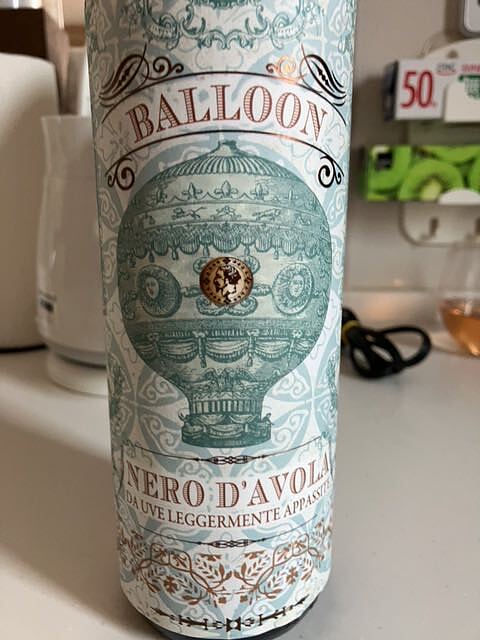 BALLOON
NERO D'AVOLA
DA UVE LEGGERMENTE APPASSITE
50